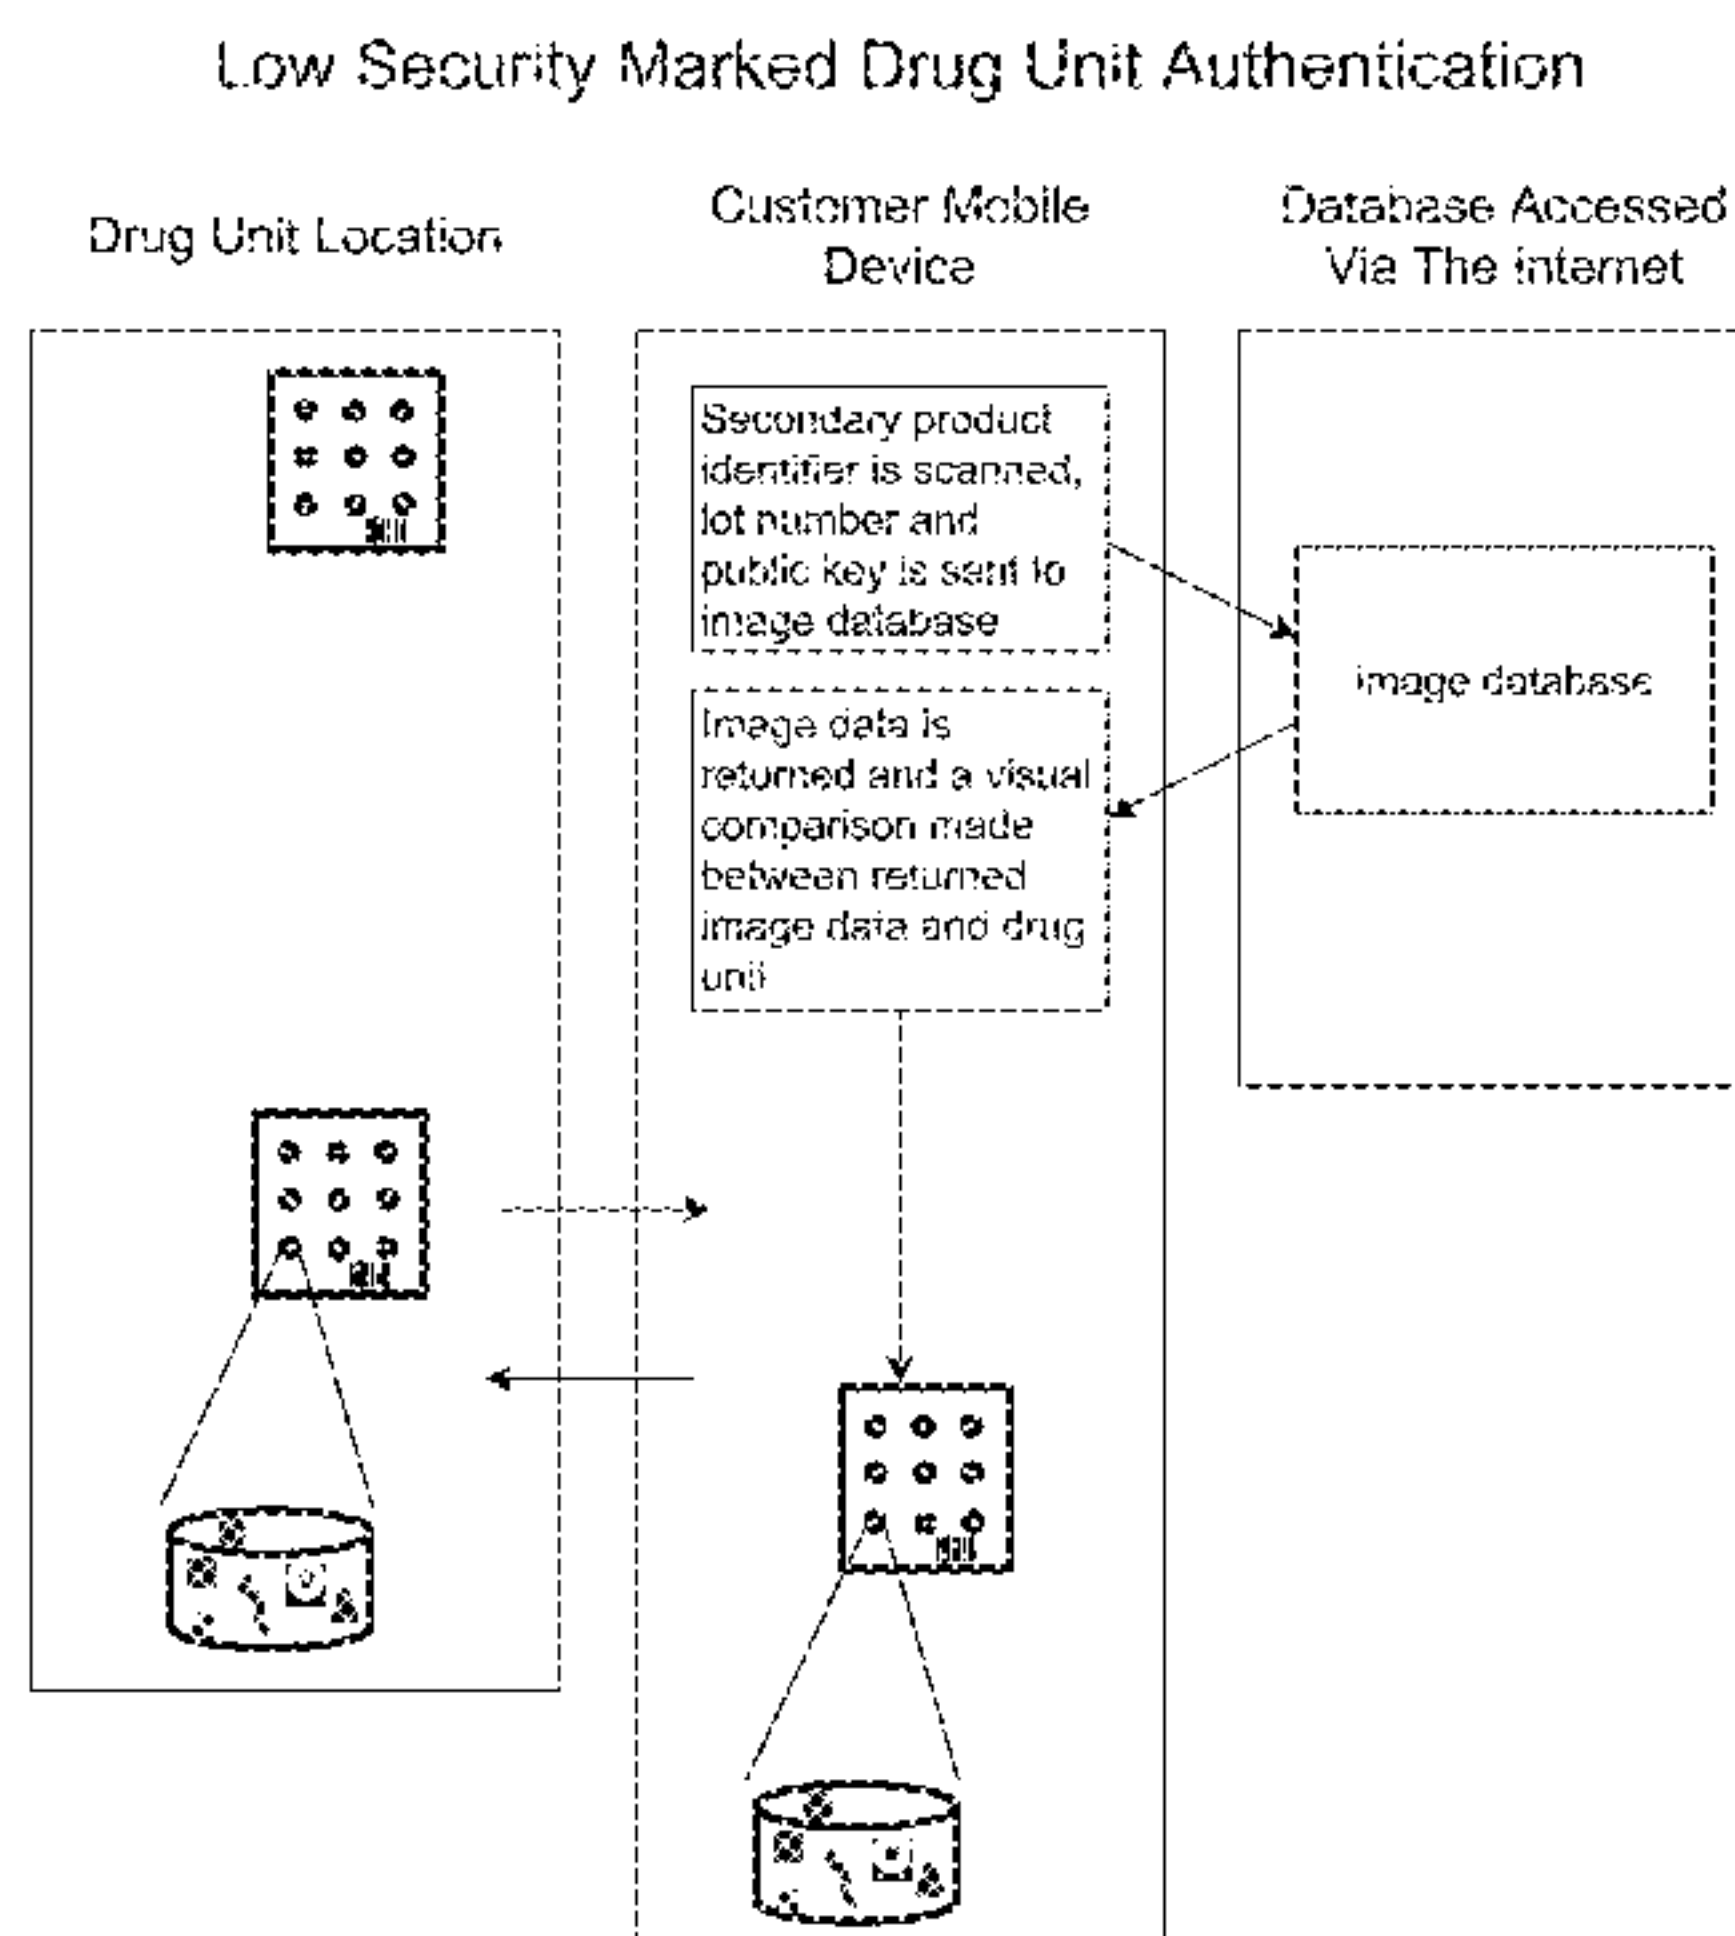 Low Security Marked Drug Unit Authentication
Drug Unit Location
Customer Mobile
Device
Database Accessed
Via The Internet
Secondary product
identifier is scanned,
lot number and
public key is sent to
image database
Image data is
returned and a visual
comparison made
between returned
image data and drug
unit
image database